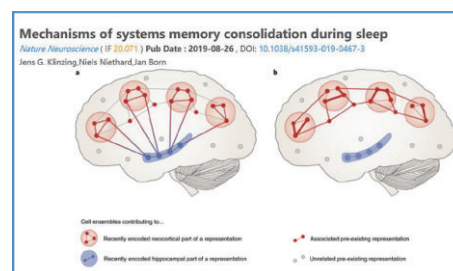 Mechanisms of systems memory consolidation during sleep
Nature Neuroscience ( IF 20.071 ) Pub Date : 2019-08-26 , DOI: 10.1038/s41593-019-0467-3
Jens G. Klinzing,Niels Niethard,Jan Born
a b
Cell ensembles contributing to...
Recently encoded neocortical part of a representation Associated pre-existing representation
Recently encoded hippocampal part of a representation Unrelated pre-existing representation